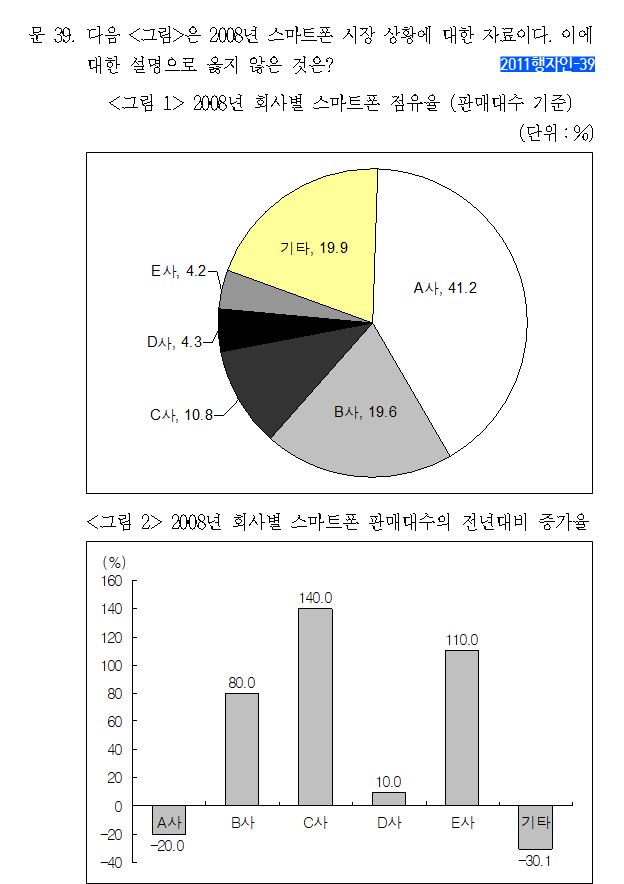 문 39. 다음 <그림>은 2008년 스마트폰 시장 상황에 대한 자료이다. 이에
대한 설명으로 옳지 않은 것은?
2011행자인-39
<그림 1> 2008년 회사별 스마트폰 점유율 (판매대수 기준)
(단위 : %)
기타, 19.9
E사, 4.2
A사, 41.2
D사, 4.3
C사, 10.8
B사, 19.6
<그림 2> 2008년 회사별 스마트폰 판매대수의 전년대비 증가율
(%)
160
140
120
100
80
60
40
20
0
-20
-40
140.0
110.0
80.0
10.0
A사 B사 C사 D사 E사 기타
-20.0
-30.1